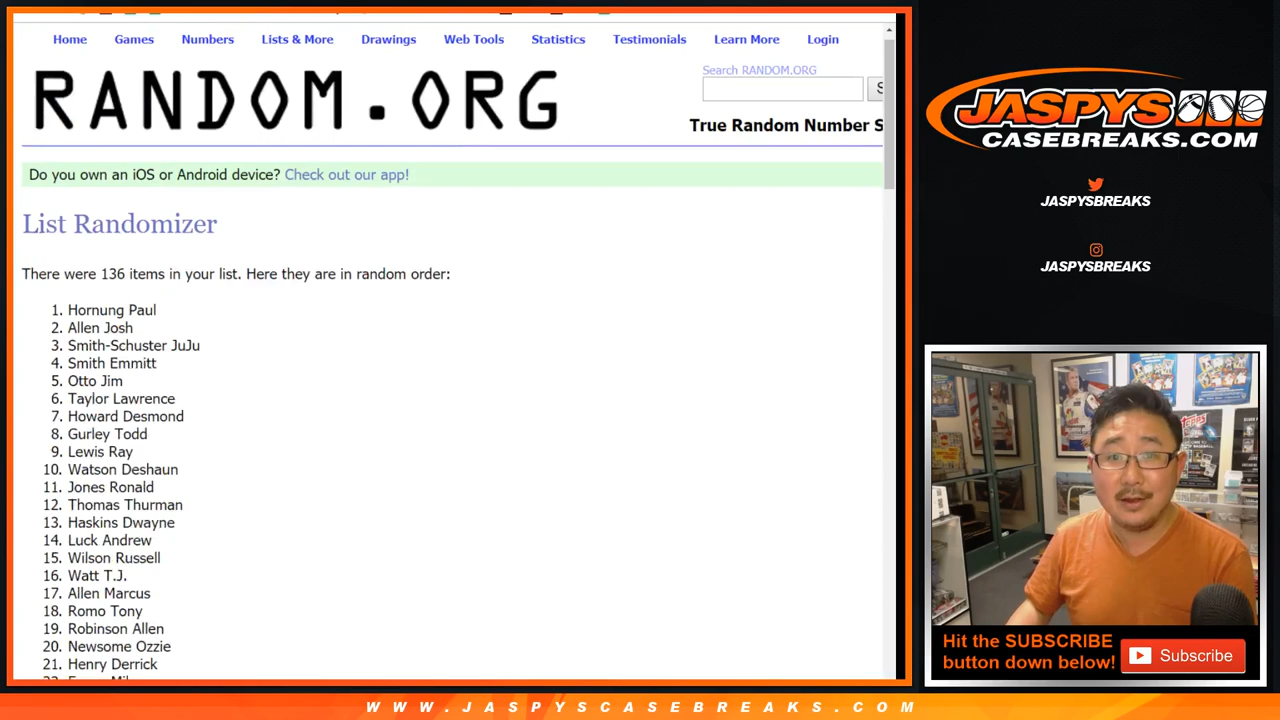 Home Games Numbers Lists & More Drawings Web Tools Statistics Testimonials Learn More Login
RANDOM.ORG
Search RANDOM.ORG
True Random Number S
Do you own an iOS or Android device? Check out our app!
List Randomizer
There were 136 items in your list. Here they are in random order:
1. Hornung Paul
2. Allen Josh
3. Smith-Schuster JuJu
4. Smith Emmitt
5. Otto Jim
6. Taylor Lawrence
7. Howard Desmond
8. Gurley Todd
9. Lewis Ray
10. Watson Deshaun
11. Jones Ronald
12. Thomas Thurman
13. Haskins Dwayne
14. Luck Andrew
15. Wilson Russell
16. Watt T.J.
17. Allen Marcus
18. Romo Tony
19. Robinson Allen
20. Newsome Ozzie
21. Henry Derrick
JASPYS
CASEBREAKS.COM
JASPYSBREAKS
JASPYSBREAKS
Topps
Hit the SUBSCRIBE
button down below!
Subscribe
WWW.JASPYSCASEBREAKS.COM